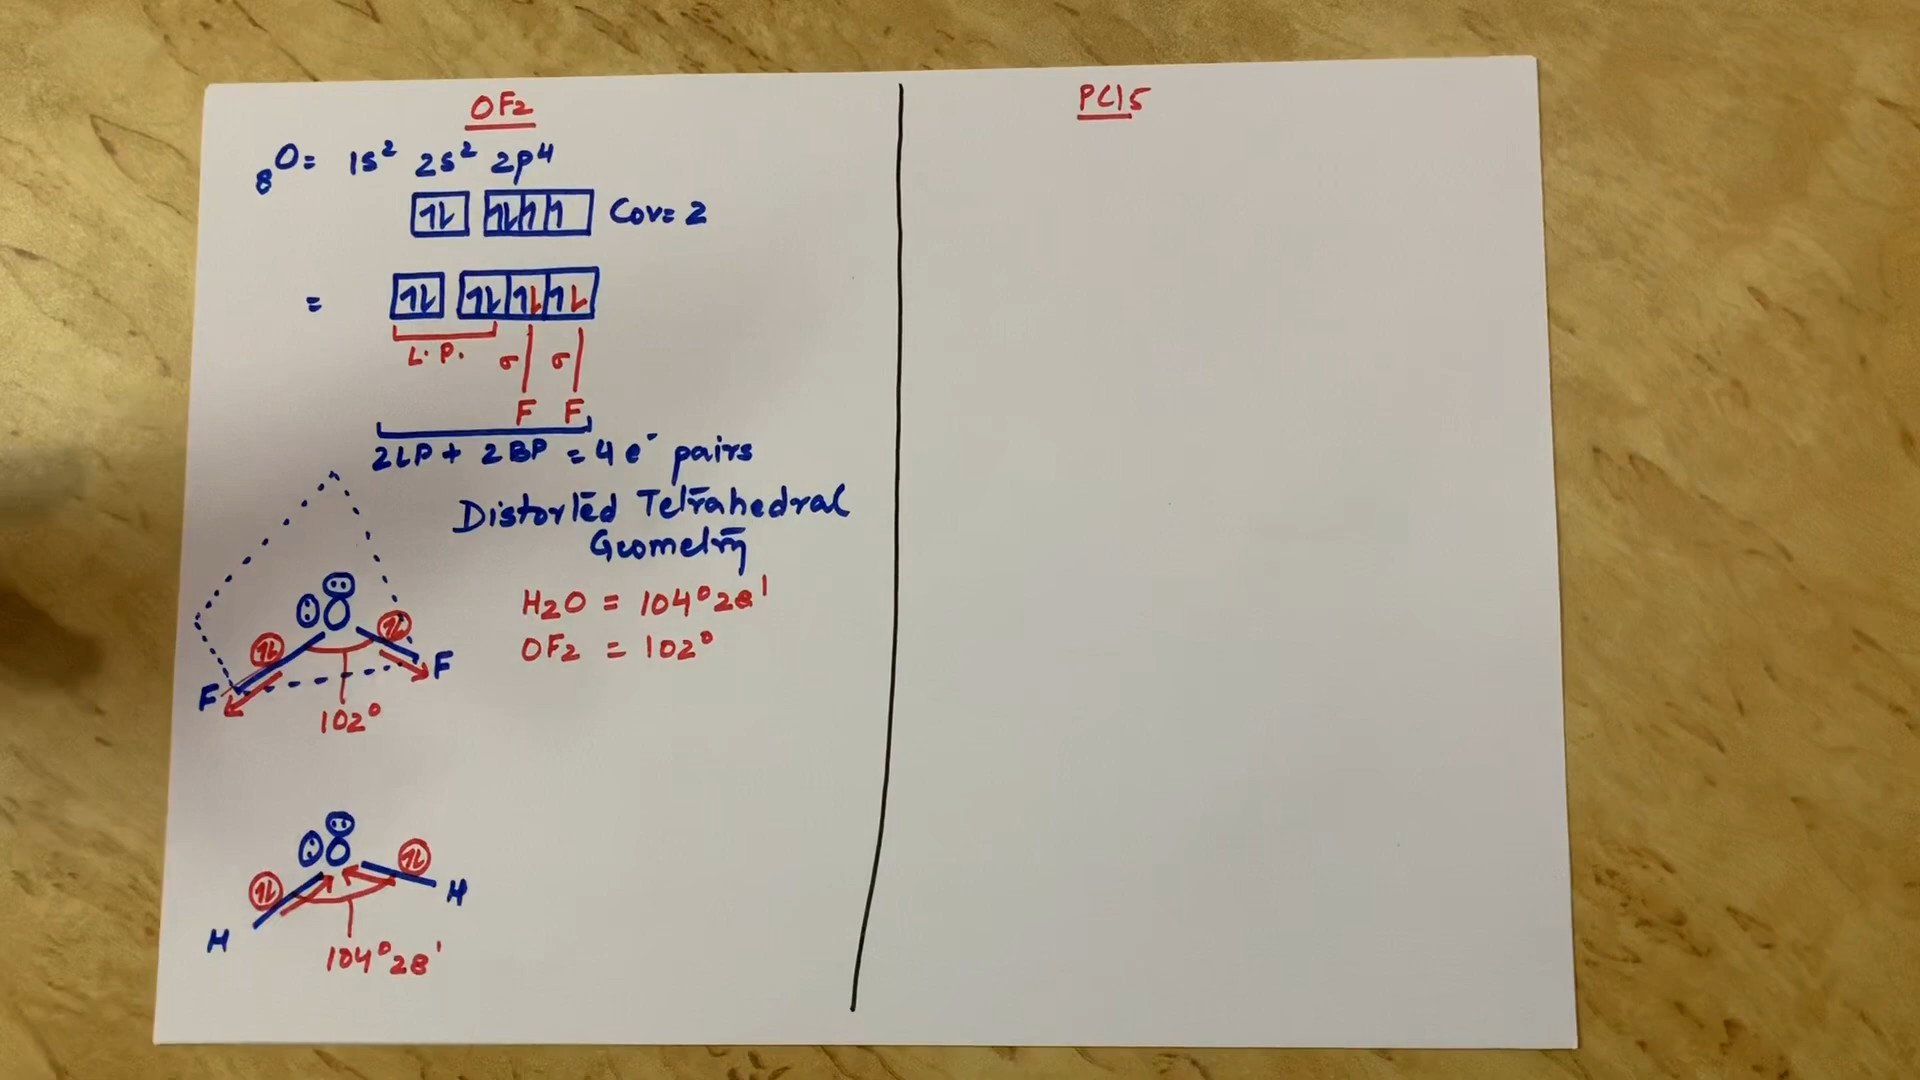 OF2
8O = 1s² 2s² 2p⁴
↿⇂ ↿⇂ ↿ ↿ Cov = 2
= ↿⇂ ↿⇂ ↿⇂ ↿⇂
L.P. σ σ
F F
2LP + 2BP = 4e⁻ pairs
Distorted Tetrahedral
Geometry
H2O = 104°28'
OF2 = 102°
O
F F
102°
O
H H
104°28'
PCl5